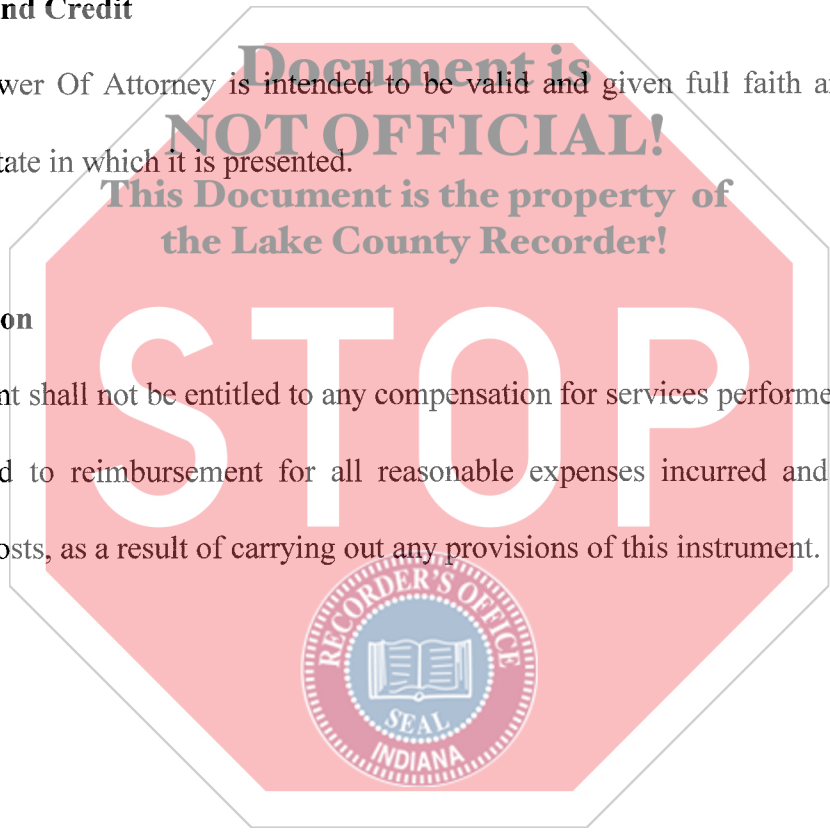 nd Credit
Document is
wer Of Attorney is intended to be valid and given full faith a
NOT OFFICIAL!
tate in which it is presented.
This Document is the property of
the Lake County Recorder!
on
STOP
nt shall not be entitled to any compensation for services performe
d to reimbursement for all reasonable expenses incurred and
osts, as a result of carrying out any provisions of this instrument.
RECORDER'S OFFICE
SEAL
INDIANA